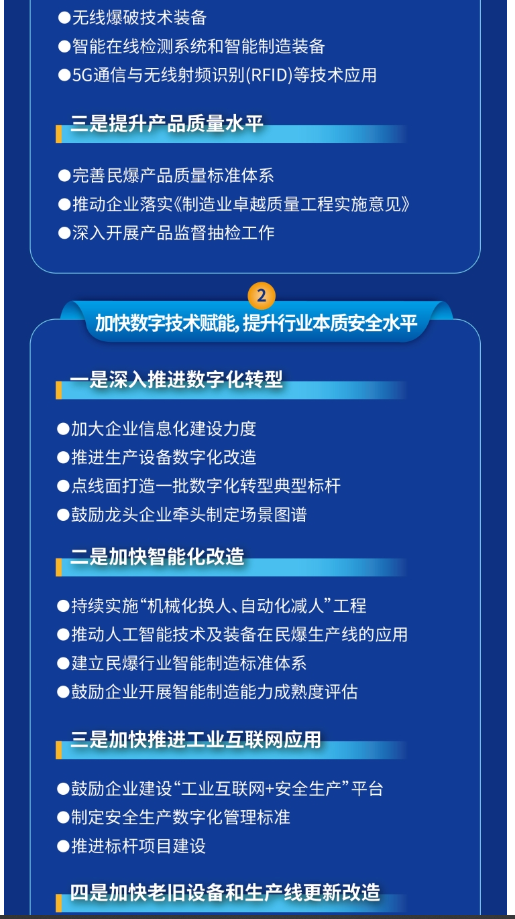 ●无线爆破技术装备
●智能在线检测系统和智能制造装备
●5G通信与无线射频识别(RFID)等技术应用
三是提升产品质量水平
●完善民爆产品质量标准体系
●推动企业落实《制造业卓越质量工程实施意见》
●深入开展产品监督抽检工作
2
加快数字技术赋能,提升行业本质安全水平
一是深入推进数字化转型
●加大企业信息化建设力度
●推进生产设备数字化改造
●点线面打造一批数字化转型典型标杆
●鼓励龙头企业牵头制定场景图谱
二是加快智能化改造
●持续实施“机械化换人、自动化减人”工程
●推动人工智能技术及装备在民爆生产线的应用
●建立民爆行业智能制造标准体系
●鼓励企业开展智能制造能力成熟度评估
三是加快推进工业互联网应用
●鼓励企业建设“工业互联网+安全生产”平台
●制定安全生产数字化管理标准
●推进标杆项目建设
四是加快老旧设备和生产线更新改造